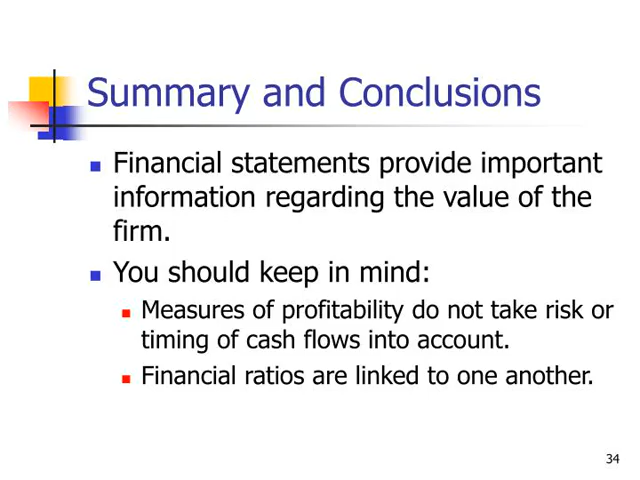 Summary and Conclusions
Financial statements provide important
information regarding the value of the
firm.
You should keep in mind:
Measures of profitability do not take risk or
timing of cash flows into account.
Financial ratios are linked to one another.
34